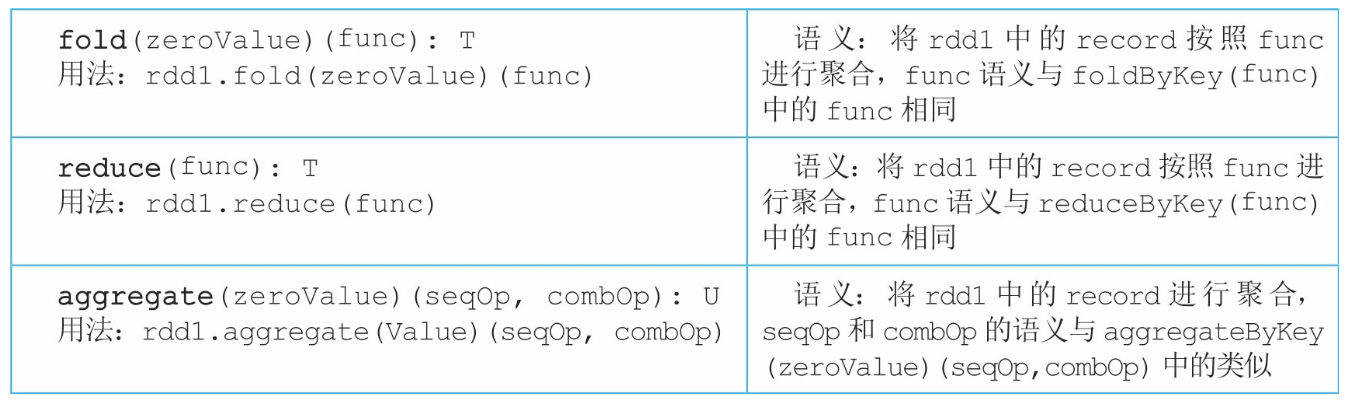 fold(zeroValue)(func): T
用法：rdd1.fold(zeroValue)(func)
语义：将 rdd1 中的 record 按照 func
进行聚合，func 语义与 foldByKey(func)
中的 func 相同
reduce(func): T
用法：rdd1.reduce(func)
语义：将 rdd1 中的 record 按照 func 进
行聚合，func 语义与 reduceByKey(func)
中的 func 相同
aggregate(zeroValue)(seqOp, combOp): U
用法：rdd1.aggregate(Value)(seqOp, combOp)
语义：将 rdd1 中的 record 进行聚合，
seqOp 和 combOp 的语义与 aggregateByKey
(zeroValue)(seqOp,combOp) 中的类似